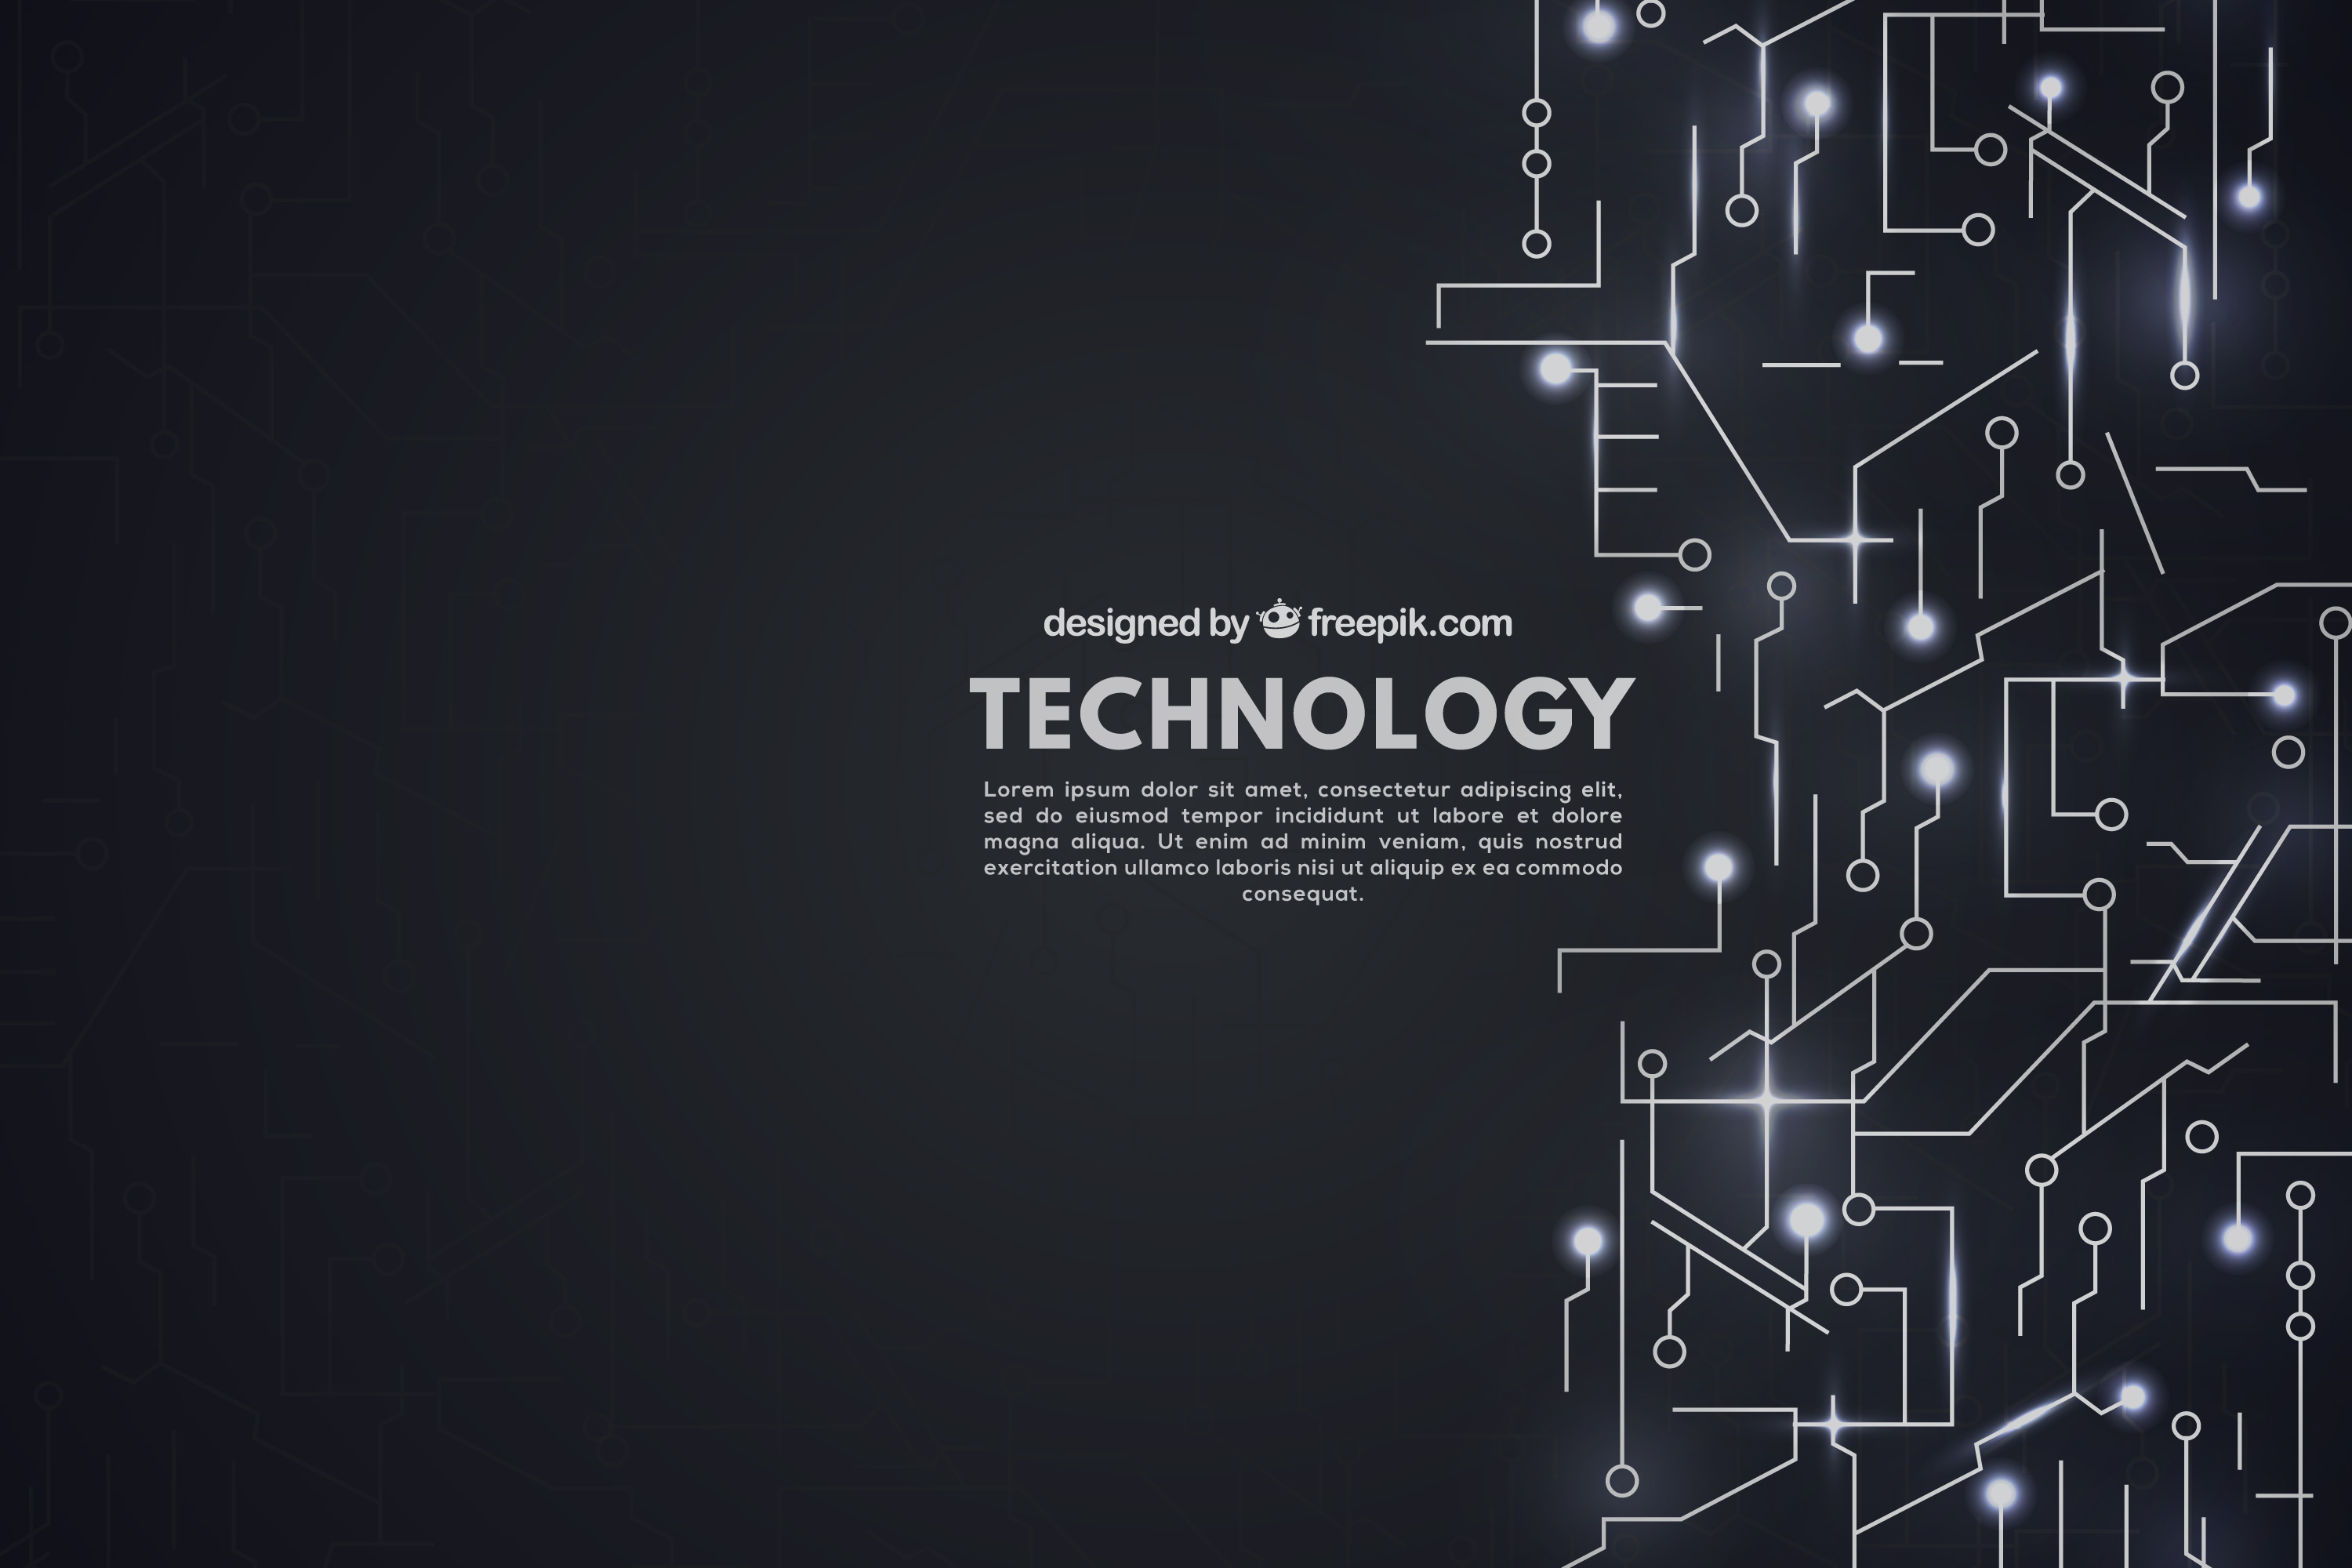 designed by freepik.com
TECHNOLOGY
Lorem ipsum dolor sit amet, consectetur adipiscing elit,
sed do eiusmod tempor incididunt ut labore et dolore
magna aliqua. Ut enim ad minim veniam, quis nostrud
exercitation ullamco laboris nisi ut aliquip ex ea commodo
consequat.